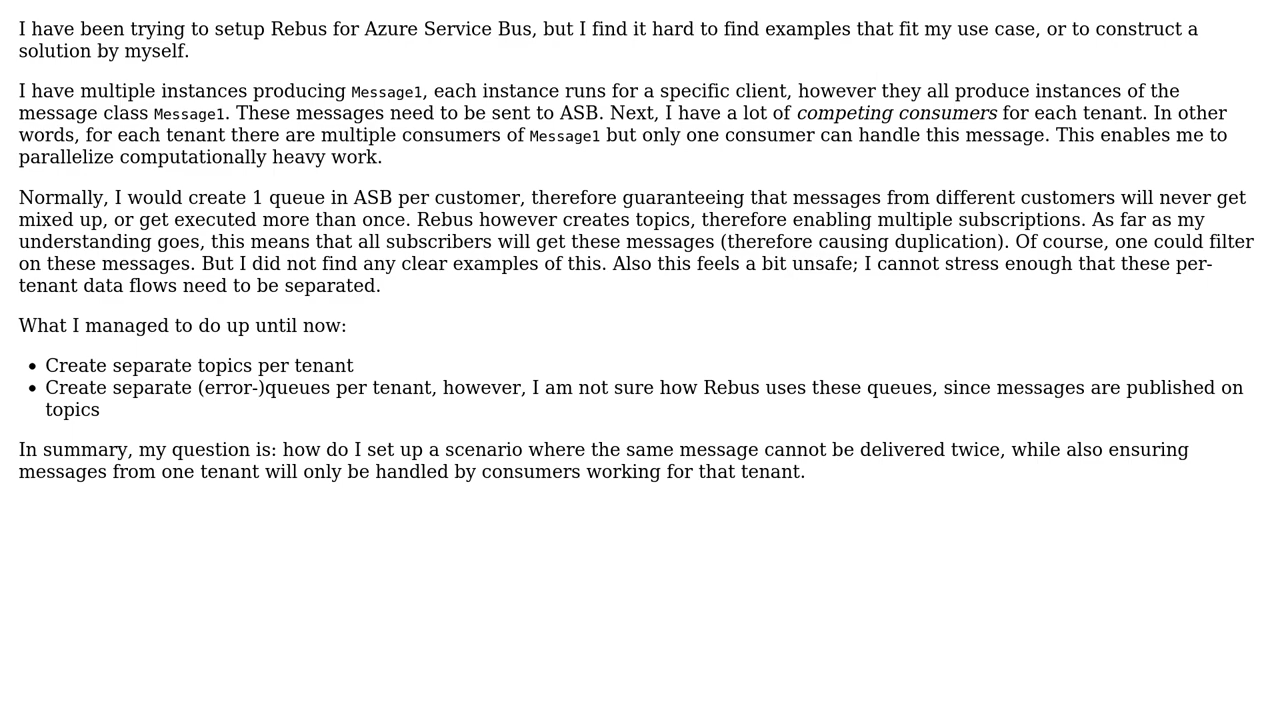 I have been trying to setup Rebus for Azure Service Bus, but I find it hard to find examples that fit my use case, or to construct a
solution by myself.
I have multiple instances producing Message1, each instance runs for a specific client, however they all produce instances of the
message class Message1. These messages need to be sent to ASB. Next, I have a lot of competing consumers for each tenant. In other
words, for each tenant there are multiple consumers of Message1 but only one consumer can handle this message. This enables me to
parallelize computationally heavy work.
Normally, I would create 1 queue in ASB per customer, therefore guaranteeing that messages from different customers will never get
mixed up, or get executed more than once. Rebus however creates topics, therefore enabling multiple subscriptions. As far as my
understanding goes, this means that all subscribers will get these messages (therefore causing duplication). Of course, one could filter
on these messages. But I did not find any clear examples of this. Also this feels a bit unsafe; I cannot stress enough that these per-
tenant data flows need to be separated.
What I managed to do up until now:
• Create separate topics per tenant
• Create separate (error-)queues per tenant, however, I am not sure how Rebus uses these queues, since messages are published on
topics
In summary, my question is: how do I set up a scenario where the same message cannot be delivered twice, while also ensuring
messages from one tenant will only be handled by consumers working for that tenant.